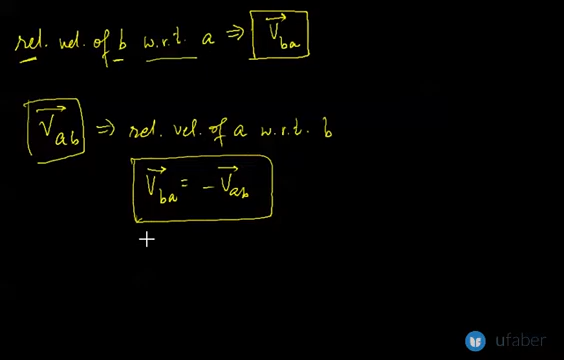 rel. vel. of b w.r.t. a ⇒ V⃗ba
V⃗ab ⇒ rel. vel. of a w.r.t. b
V⃗ba = −V⃗ab
ufaber